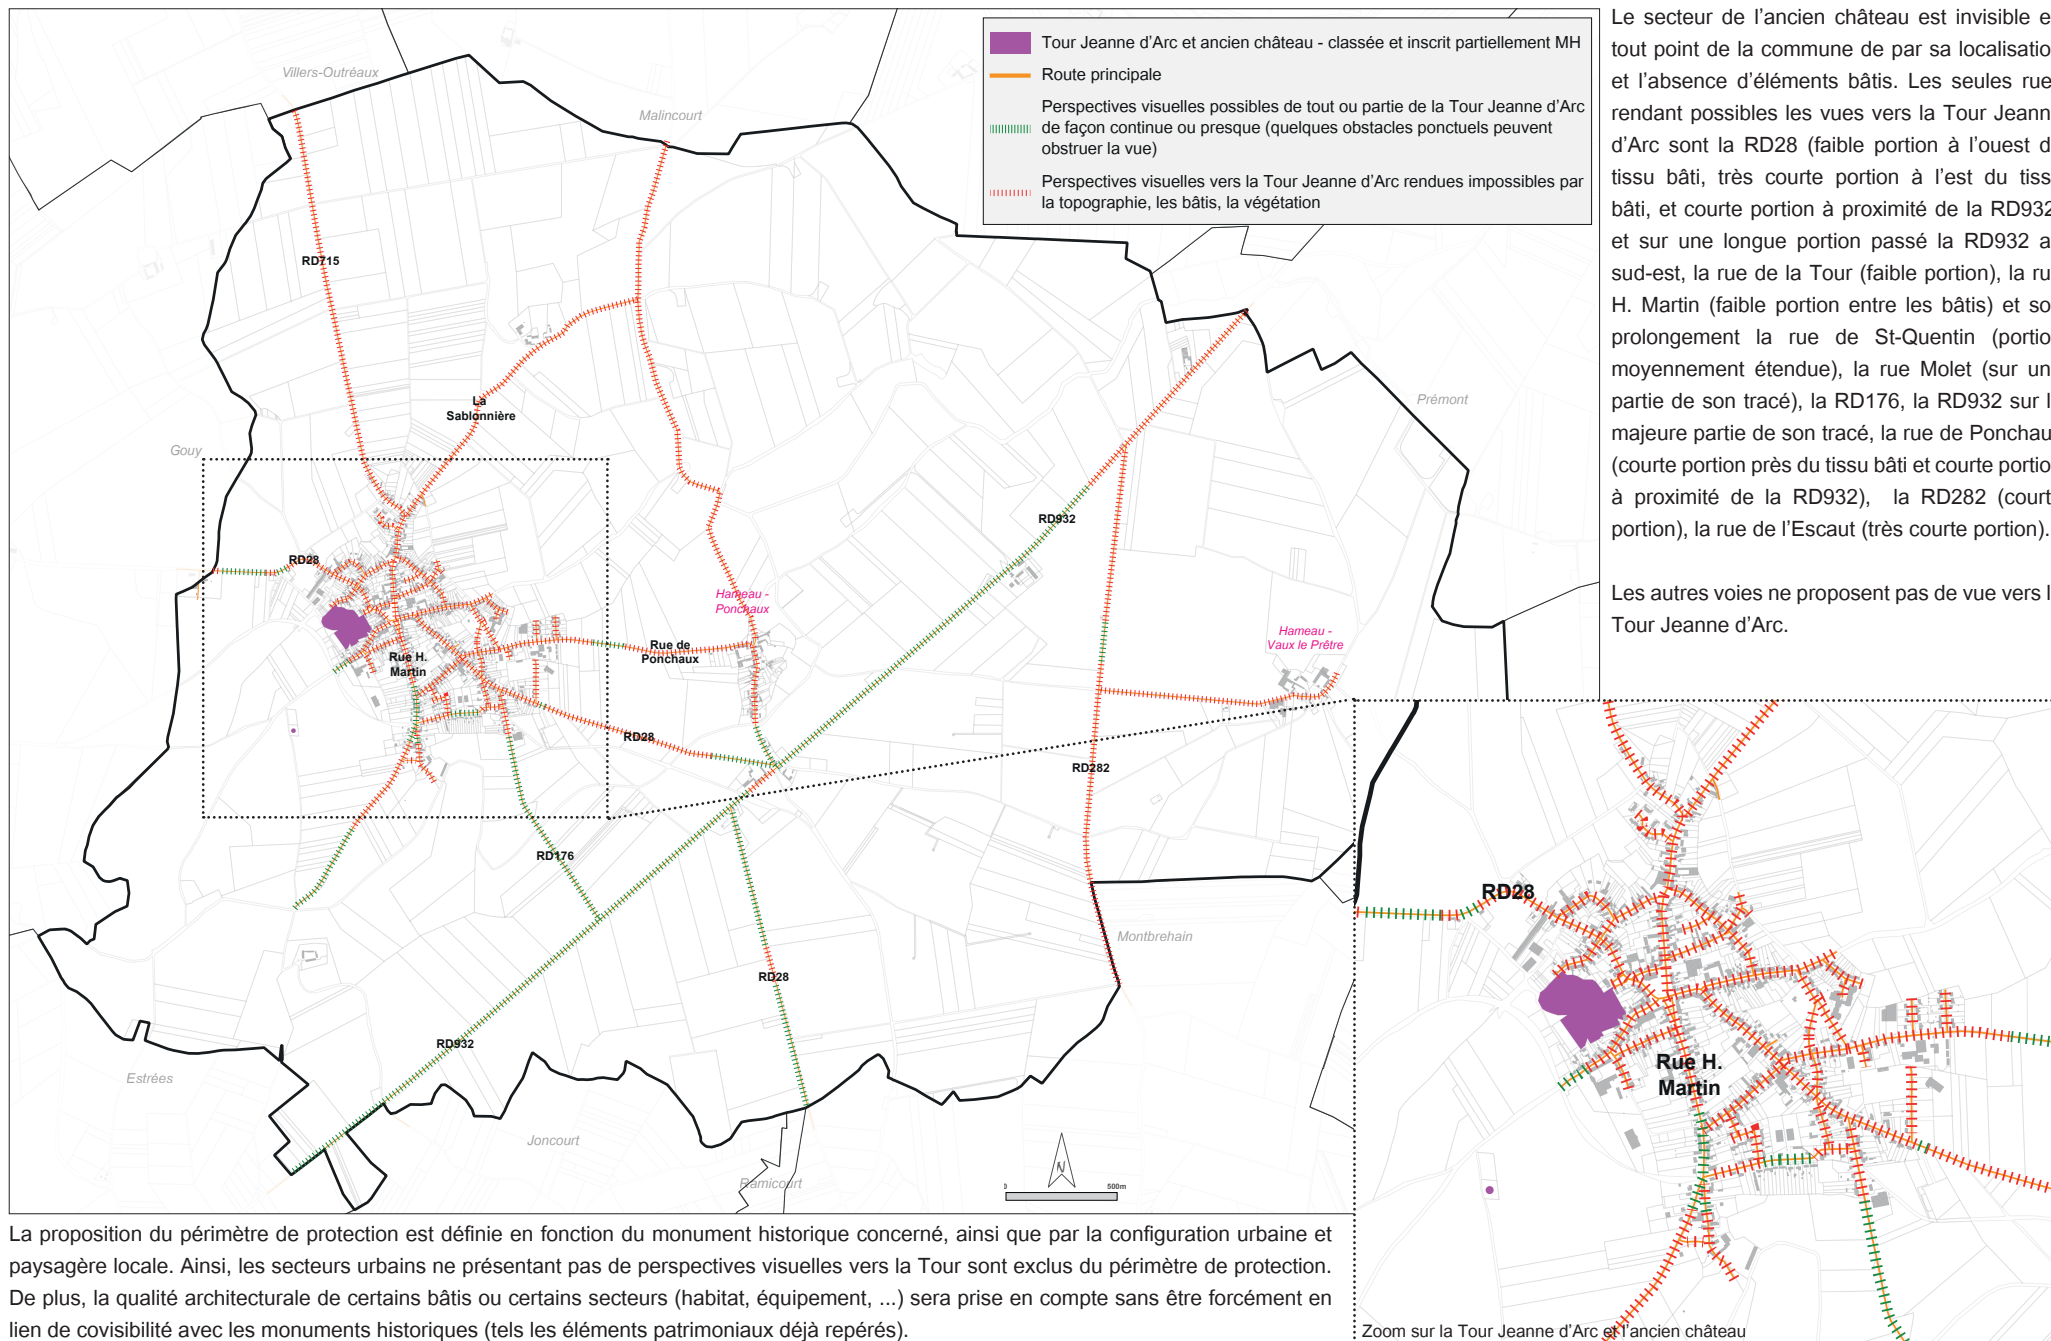 Tour Jeanne d'Arc et ancien château - classée et inscrit partiellement MH
Route principale
Perspectives visuelles possibles de tout ou partie de la Tour Jeanne d'Arc
de façon continue ou presque (quelques obstacles ponctuels peuvent
obstruer la vue)
Perspectives visuelles vers la Tour Jeanne d'Arc rendues impossibles par
la topographie, les bâtis, la végétation
Villers-Outréaux
Malincourt
RD715
La
Sablonnière
Gouy
Prémont
RD932
RD28
Hameau -
Ponchaux
Hameau -
Vaux le Prêtre
Rue de
Ponchaux
Rue H.
Martin
RD28
RD282
RD176
Montbrehain
RD28
RD932
Estrées
Joncourt
Ramicourt
N
0
500m
Le secteur de l'ancien château est invisible e
tout point de la commune de par sa localisatio
et l'absence d'éléments bâtis. Les seules rue
rendant possibles les vues vers la Tour Jeann
d'Arc sont la RD28 (faible portion à l'ouest d
tissu bâti, très courte portion à l'est du tiss
bâti, et courte portion à proximité de la RD932
et sur une longue portion passé la RD932 a
sud-est, la rue de la Tour (faible portion), la ru
H. Martin (faible portion entre les bâtis) et so
prolongement la rue de St-Quentin (portio
moyennement étendue), la rue Molet (sur un
partie de son tracé), la RD176, la RD932 sur l
majeure partie de son tracé, la rue de Ponchau
(courte portion près du tissu bâti et courte portio
à proximité de la RD932), la RD282 (court
portion), la rue de l'Escaut (très courte portion).
Les autres voies ne proposent pas de vue vers l
Tour Jeanne d'Arc.
RD28
Rue H.
Martin
Zoom sur la Tour Jeanne d'Arc et l'ancien château
La proposition du périmètre de protection est définie en fonction du monument historique concerné, ainsi que par la configuration urbaine et
paysagère locale. Ainsi, les secteurs urbains ne présentant pas de perspectives visuelles vers la Tour sont exclus du périmètre de protection.
De plus, la qualité architecturale de certains bâtis ou certains secteurs (habitat, équipement, ...) sera prise en compte sans être forcément en
lien de covisibilité avec les monuments historiques (tels les éléments patrimoniaux déjà repérés).